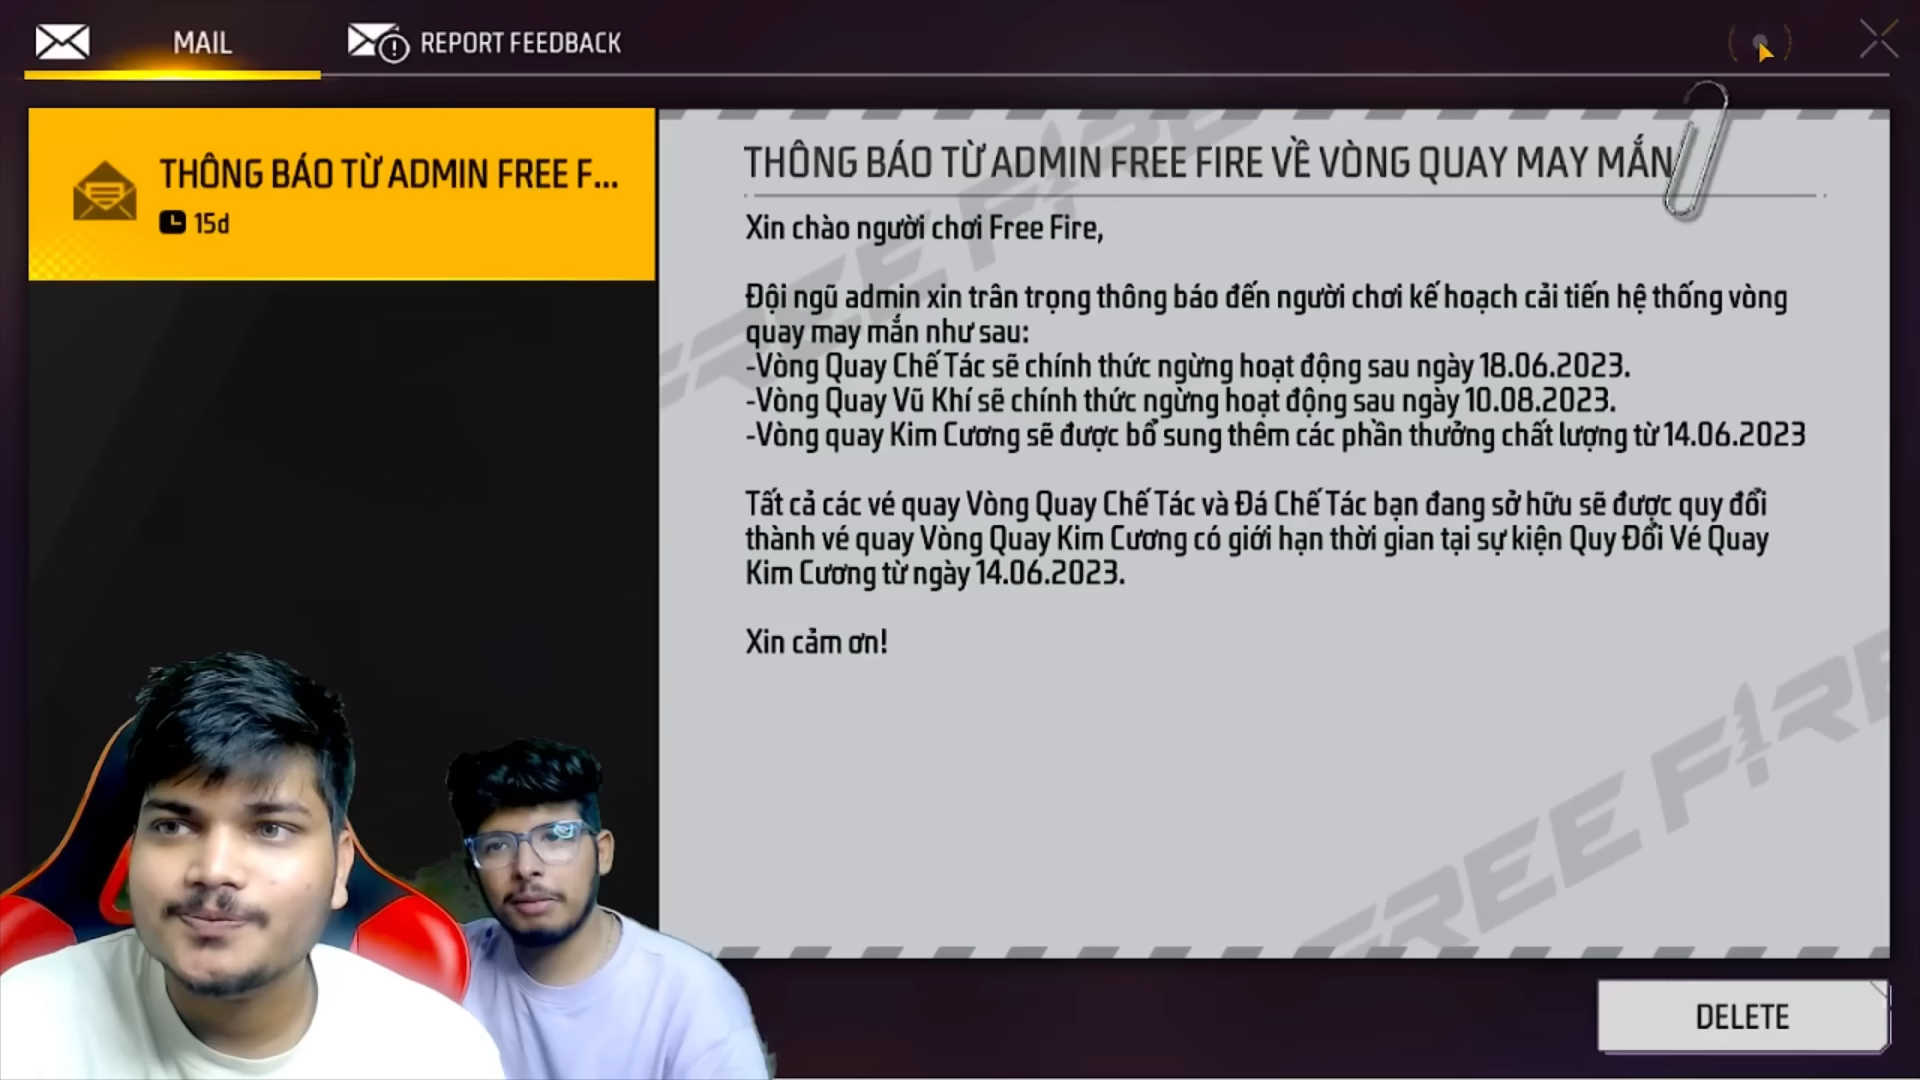 MAIL
REPORT FEEDBACK
THÔNG BÁO TỪ ADMIN FREE F...
15d
THÔNG BÁO TỪ ADMIN FREE FIRE VỀ VÒNG QUAY MAY MẮN
Xin chào người chơi Free Fire,
Đội ngũ admin xin trân trọng thông báo đến người chơi kế hoạch cải tiến hệ thống vòng
quay may mắn như sau:
-Vòng Quay Chế Tác sẽ chính thức ngừng hoạt động sau ngày 18.06.2023.
-Vòng Quay Vũ Khí sẽ chính thức ngừng hoạt động sau ngày 10.08.2023.
-Vòng quay Kim Cương sẽ được bổ sung thêm các phần thưởng chất lượng từ 14.06.2023
Tất cả các vé quay Vòng Quay Chế Tác và Đá Chế Tác bạn đang sở hữu sẽ được quy đổi
thành vé quay Vòng Quay Kim Cương có giới hạn thời gian tại sự kiện Quy Đổi Vé Quay
Kim Cương từ ngày 14.06.2023.
Xin cảm ơn!
FREE FIRE
FREE FIRE
DELETE